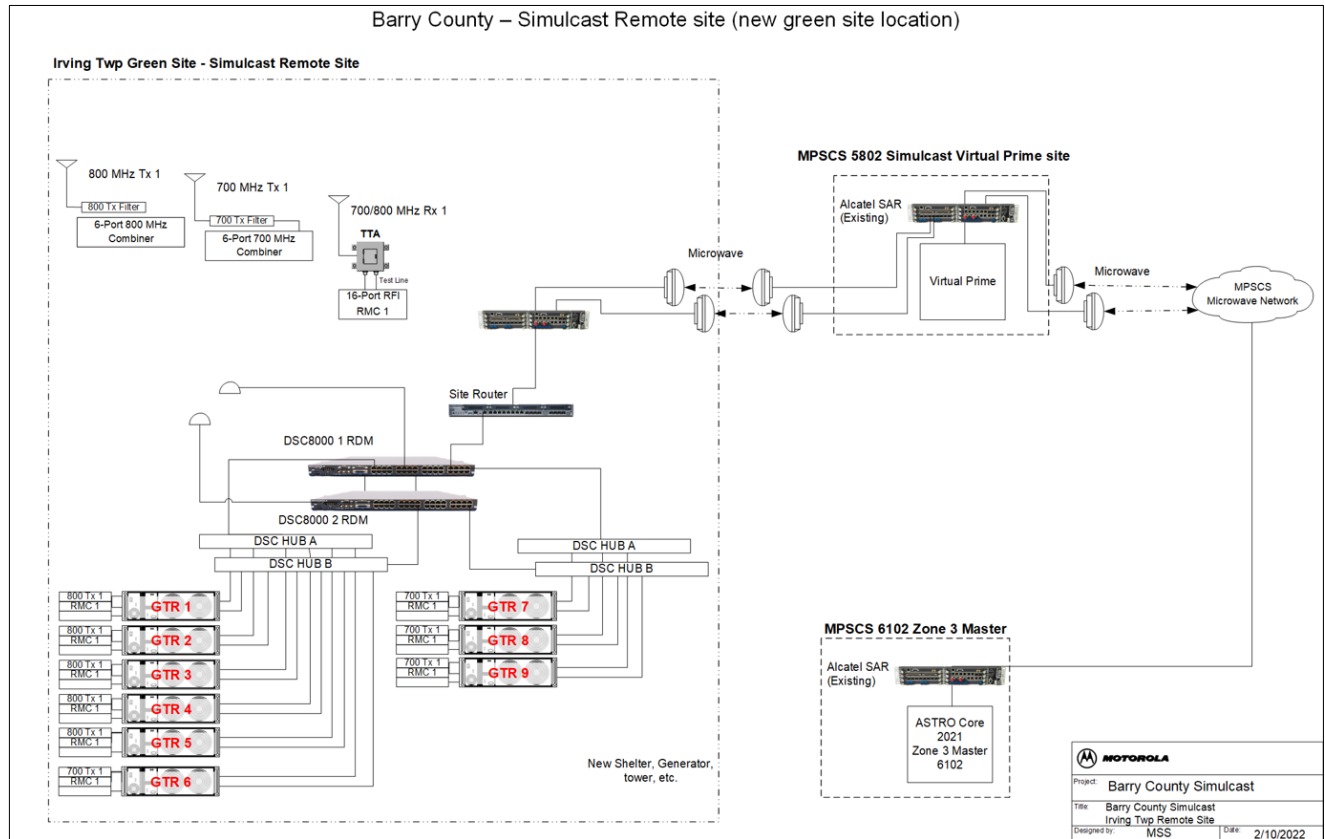 Barry County – Simulcast Remote site (new green site location)
Irving Twp Green Site - Simulcast Remote Site
800 MHz Tx 1
800 Tx Filter
6-Port 800 MHz
Combiner
700 MHz Tx 1
700 Tx Filter
6-Port 700 MHz
Combiner
700/800 MHz Rx 1
TTA
Test Line
16-Port RFI
RMC 1
Microwave
MPSCS 5802 Simulcast Virtual Prime site
Alcatel SAR
(Existing)
Virtual Prime
Microwave
MPSCS
Microwave Network
Site Router
DSC8000 1 RDM
DSC8000 2 RDM
DSC HUB A
DSC HUB B
DSC HUB A
DSC HUB B
800 Tx 1
RMC 1
GTR 1
800 Tx 1
RMC 1
GTR 2
800 Tx 1
RMC 1
GTR 3
800 Tx 1
RMC 1
GTR 4
800 Tx 1
RMC 1
GTR 5
700 Tx 1
RMC 1
GTR 6
700 Tx 1
RMC 1
GTR 7
700 Tx 1
RMC 1
GTR 8
700 Tx 1
RMC 1
GTR 9
New Shelter, Generator,
tower, etc.
MPSCS 6102 Zone 3 Master
Alcatel SAR
(Existing)
ASTRO Core
2021
Zone 3 Master
6102
MOTOROLA
Project: Barry County Simulcast
Title: Barry County Simulcast
Irving Twp Remote Site
Designed by: MSS Date: 2/10/2022